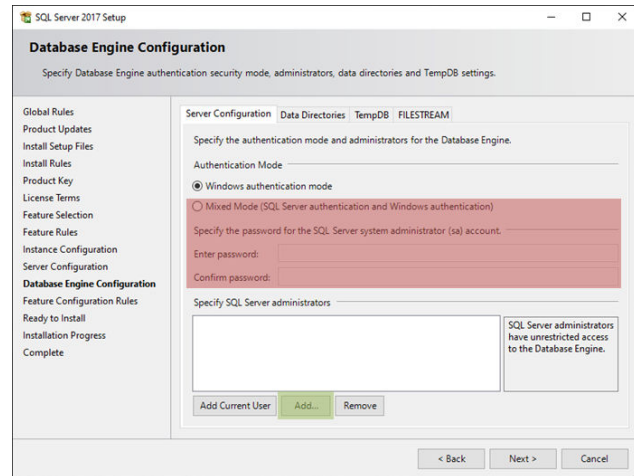 SQL Server 2017 Setup
Database Engine Configuration
Specify Database Engine authentication security mode, administrators, data directories and TempDB settings.
Global Rules
Product Updates
Install Setup Files
Install Rules
Product Key
License Terms
Feature Selection
Feature Rules
Instance Configuration
Server Configuration
Database Engine Configuration
Feature Configuration Rules
Ready to Install
Installation Progress
Complete
Server Configuration Data Directories TempDB FILESTREAM
Specify the authentication mode and administrators for the Database Engine.
Authentication Mode
Windows authentication mode
Mixed Mode (SQL Server authentication and Windows authentication)
Specify the password for the SQL Server system administrator (sa) account.
Enter password:
Confirm password:
Specify SQL Server administrators
SQL Server administrators
have unrestricted access
to the Database Engine.
Add Current User Add... Remove
< Back Next > Cancel